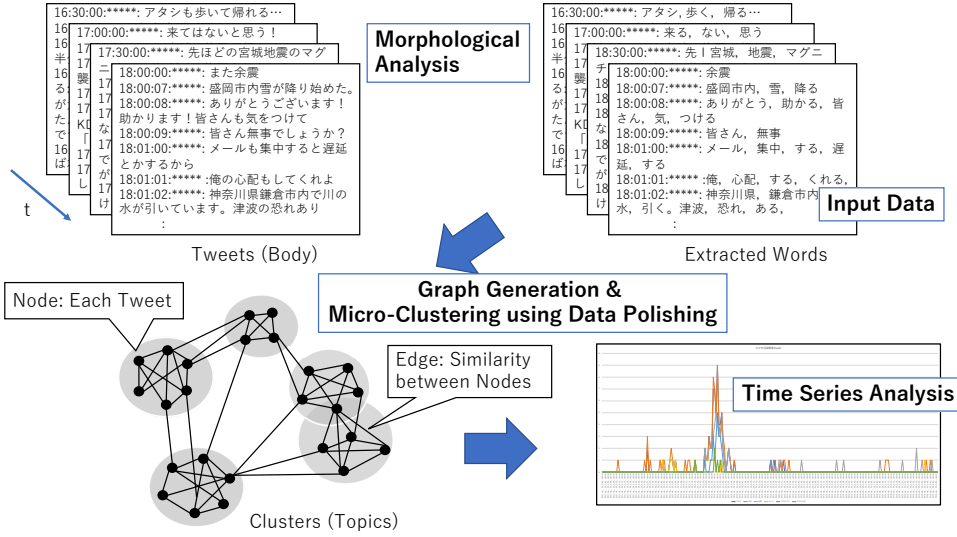 16:30:00:*****: アタシも歩いて帰れる…
17:00:00:*****: 来てはないと思う！
17:30:00:*****: 先ほどの宮城地震のマグ
18:00:00:*****: また余震
18:00:07:*****: 盛岡市内雪が降り始めた。
18:00:08:*****: ありがとうございます！
助かります！皆さんも気をつけて
18:00:09:*****: 皆さん無事でしょうか？
18:01:00:*****: メールも集中すると遅延
とかするから
18:01:01:***** :俺の心配もしてくれよ
18:01:02:*****: 神奈川県鎌倉市内で川の
水が引いています。津波の恐れあり
:
t
Tweets (Body)
Morphological
Analysis
16:30:00:*****: アタシ, 歩く, 帰る…
17:00:00:*****: 来る，ない，思う
18:30:00:*****: 先 | 宮城，地震，マグニ
18:00:00:*****: 余震
18:00:07:*****: 盛岡市内，雪，降る
18:00:08:*****: ありがとう，助かる，皆
さん，気，つける
18:00:09:*****: 皆さん，無事
18:01:00:*****: メール，集中，する，遅
延，する
18:01:01:***** : 俺，心配，する，くれる，
18:01:02:*****: 神奈川県，鎌倉市内
水，引く。津波，恐れ，ある，
:
Input Data
Extracted Words
Graph Generation &
Micro-Clustering using Data Polishing
Node: Each Tweet
Edge: Similarity
between Nodes
Clusters (Topics)
Time Series Analysis